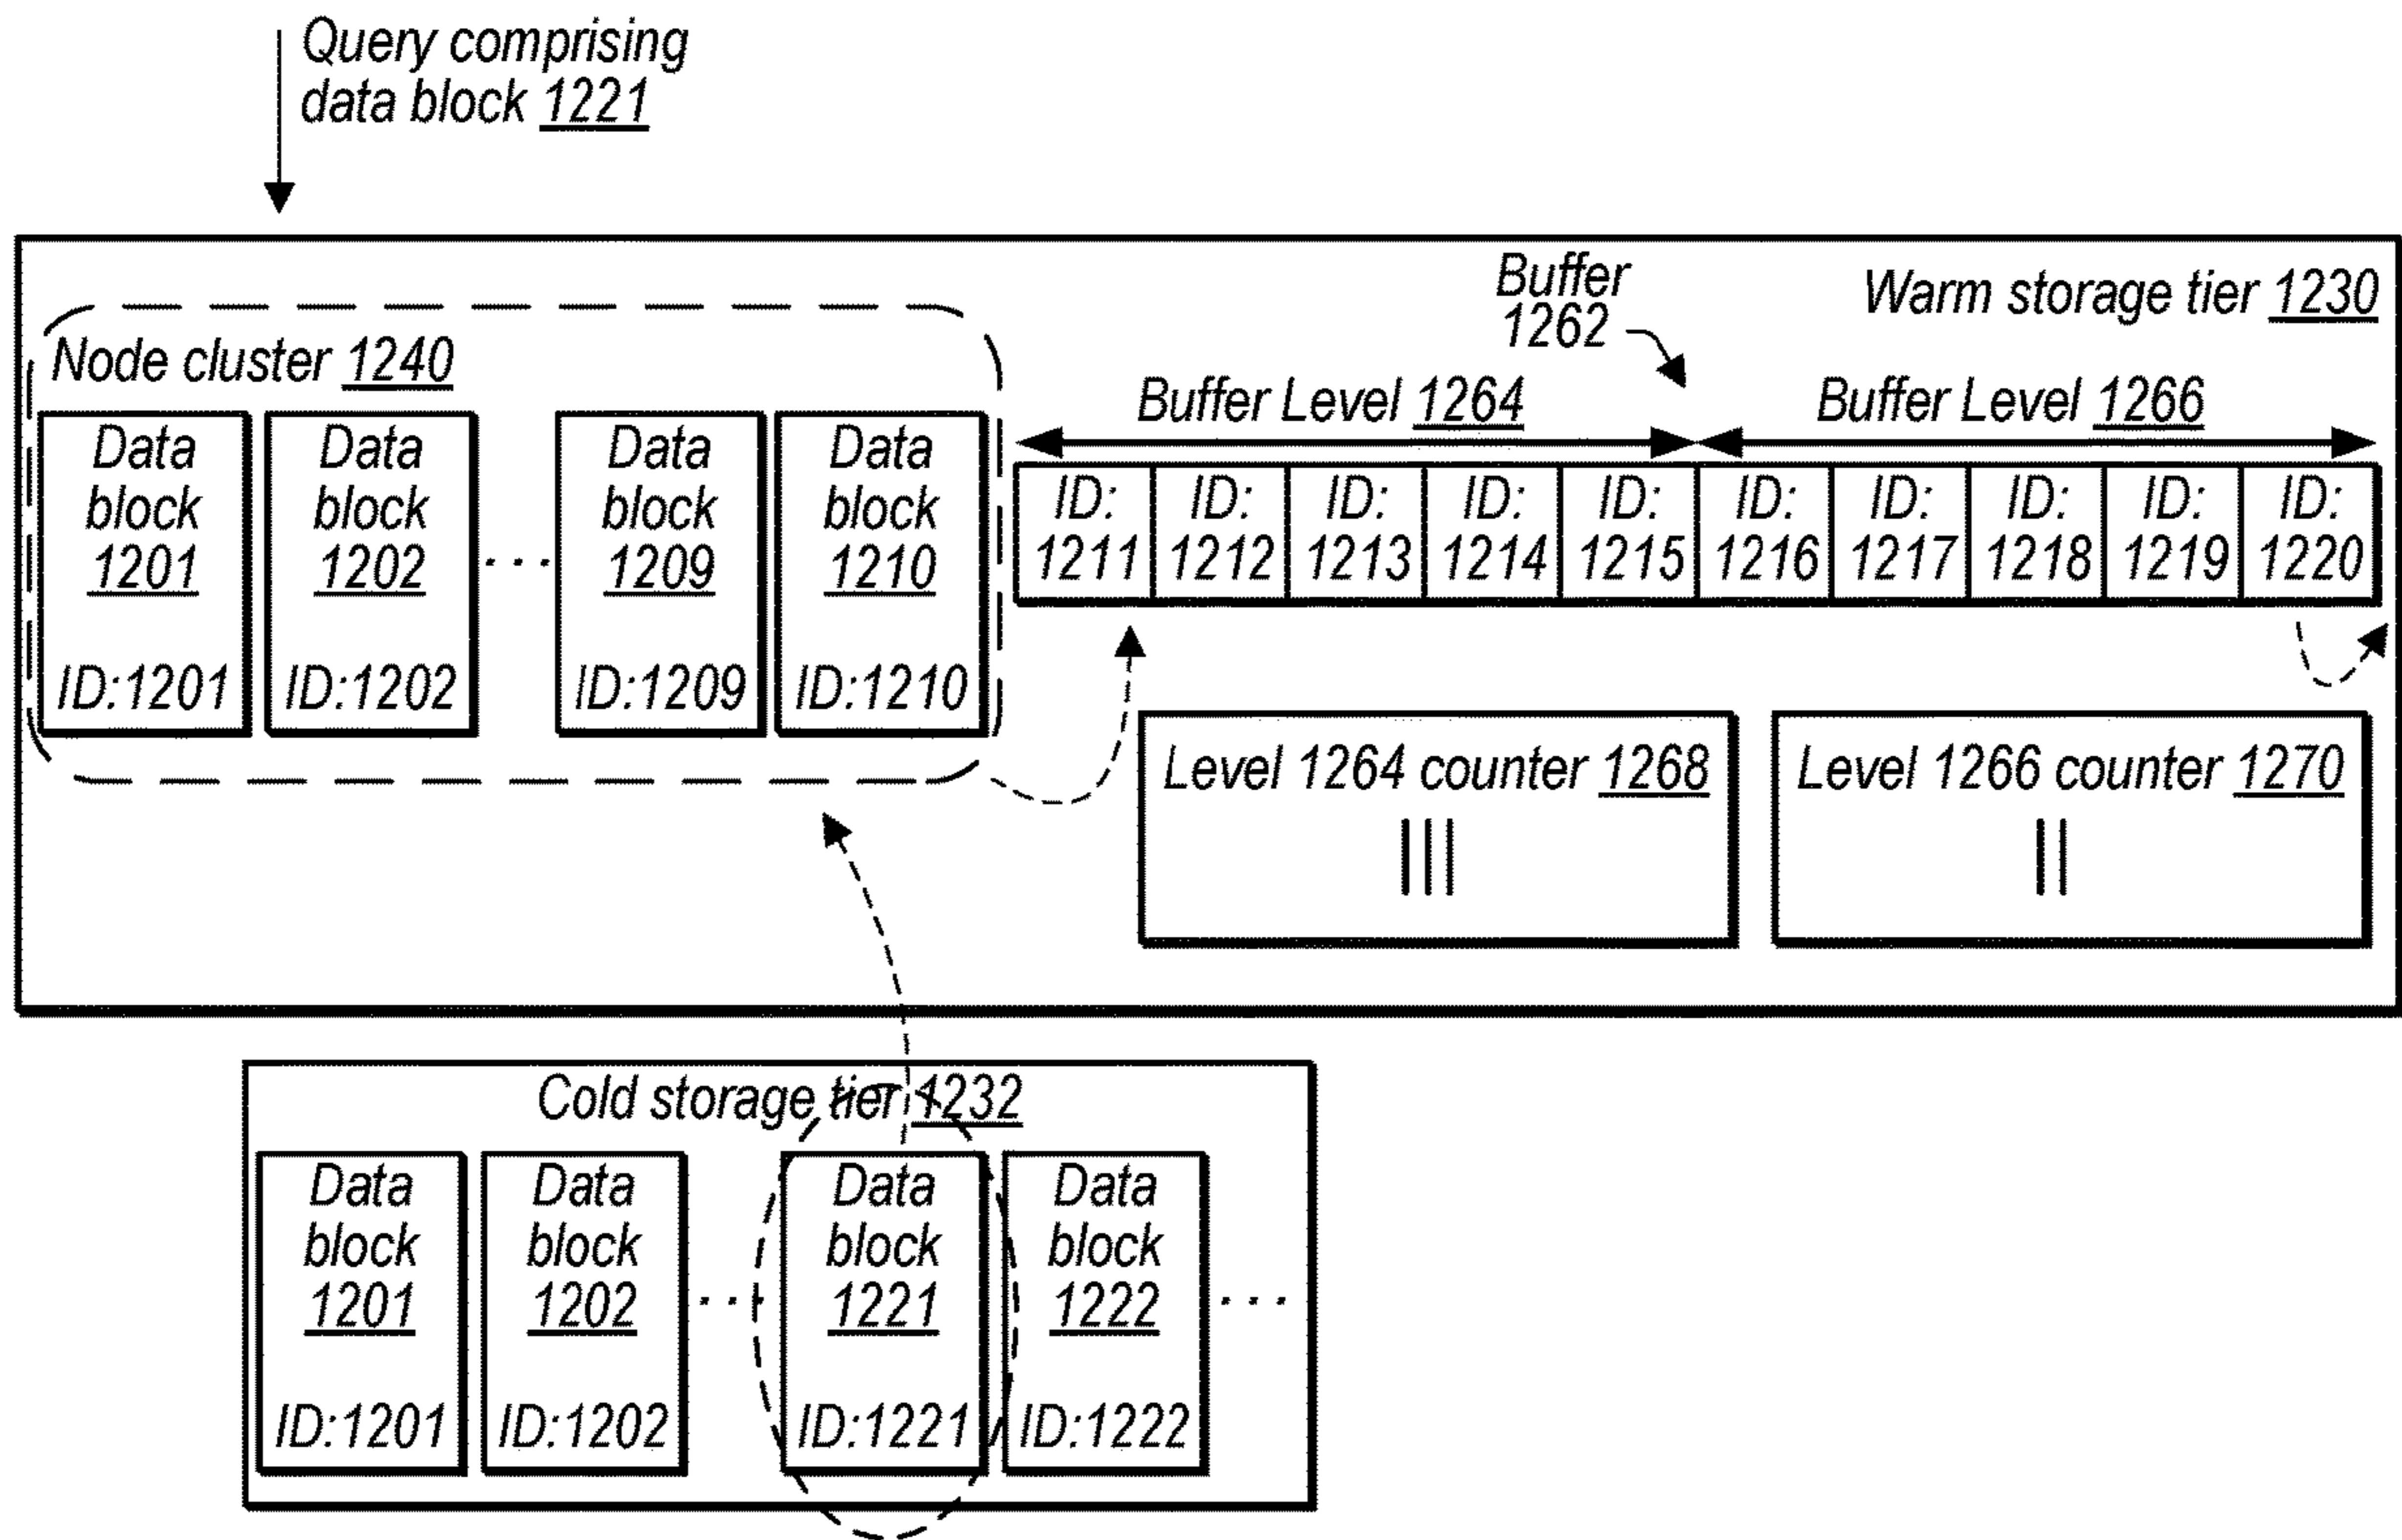 Query comprising
data block 1221
Buffer
1262
Warm storage tier 1230
Node cluster 1240
Buffer Level 1264
Buffer Level 1266
Data
block
1201
ID:1201
Data
block
1202
ID:1202
...
Data
block
1209
ID:1209
Data
block
1210
ID:1210
ID:
1211
ID:
1212
ID:
1213
ID:
1214
ID:
1215
ID:
1216
ID:
1217
ID:
1218
ID:
1219
ID:
1220
Level 1264 counter 1268
|||
Level 1266 counter 1270
||
Cold storage tier 1232
Data
block
1201
ID:1201
Data
block
1202
ID:1202
...
Data
block
1221
ID:1221
Data
block
1222
ID:1222
...